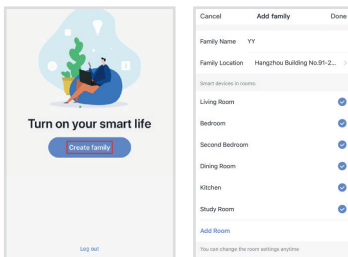 Turn on your smart life
Create family
Log out
Cancel Add family Done
Family Name YY
Family Location Hangzhou Building No.91-2...
Smart devices in rooms:
Living Room
Bedroom
Second Bedroom
Dining Room
Kitchen
Study Room
Add Room
You can change the room settings anytime